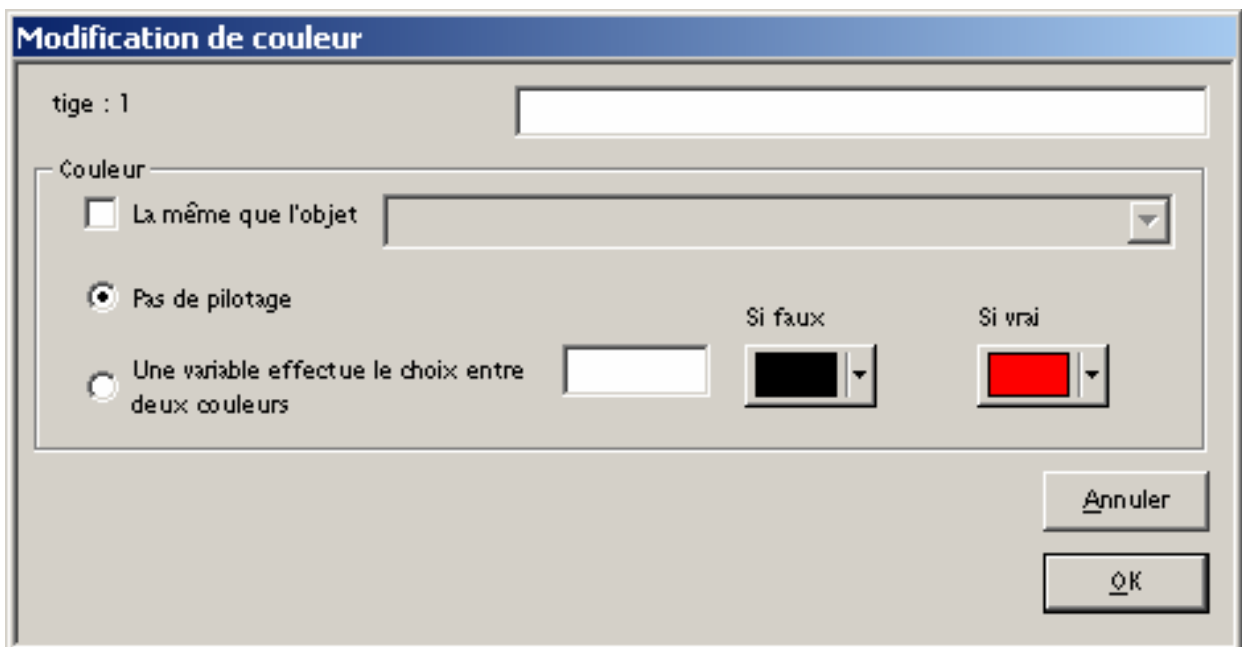 Modification de couleur
tige : 1
Couleur
La même que l'objet
Pas de pilotage
Si faux
Si vrai
Une variable effectue le choix entre
deux couleurs
Annuler
OK